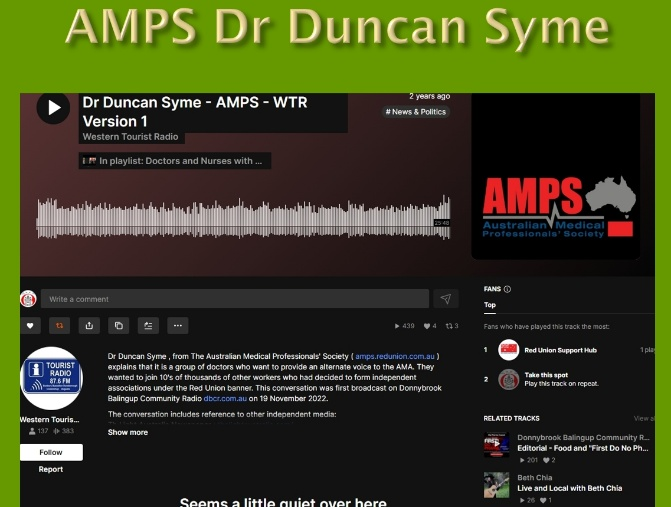 AMPS Dr Duncan Syme
Dr Duncan Syme - AMPS - WTR
Version 1
Western Tourist Radio
In playlist: Doctors and Nurses with ...
2 years ago
# News & Politics
25:46
AMPS
Australian Medical
Professionals' Society
Write a comment
439
4
3
TOURIST
RADIO
87.6 FM
Western Touris...
137 383
Follow
Report
Dr Duncan Syme , from The Australian Medical Professionals' Society ( amps.redunion.com.au )
explains that it is a group of doctors who want to provide an alternate voice to the AMA. They
wanted to join 10's of thousands of other workers who had decided to form independent
associations under the Red Union banner. This conversation was first broadcast on Donnybrook
Balingup Community Radio dbcr.com.au on 19 November 2022.
The conversation includes reference to other independent media:
Show more
Seems a little quiet over here
FANS
Top
Fans who have played this track the most:
1 Red Union Support Hub 1 play
2 Take this spot
Play this track on repeat.
RELATED TRACKS
View al
Donnybrook Balingup Community R...
Editorial - Food and "First Do No Ph...
201 2
Beth Chia
Live and Local with Beth Chia
26 1